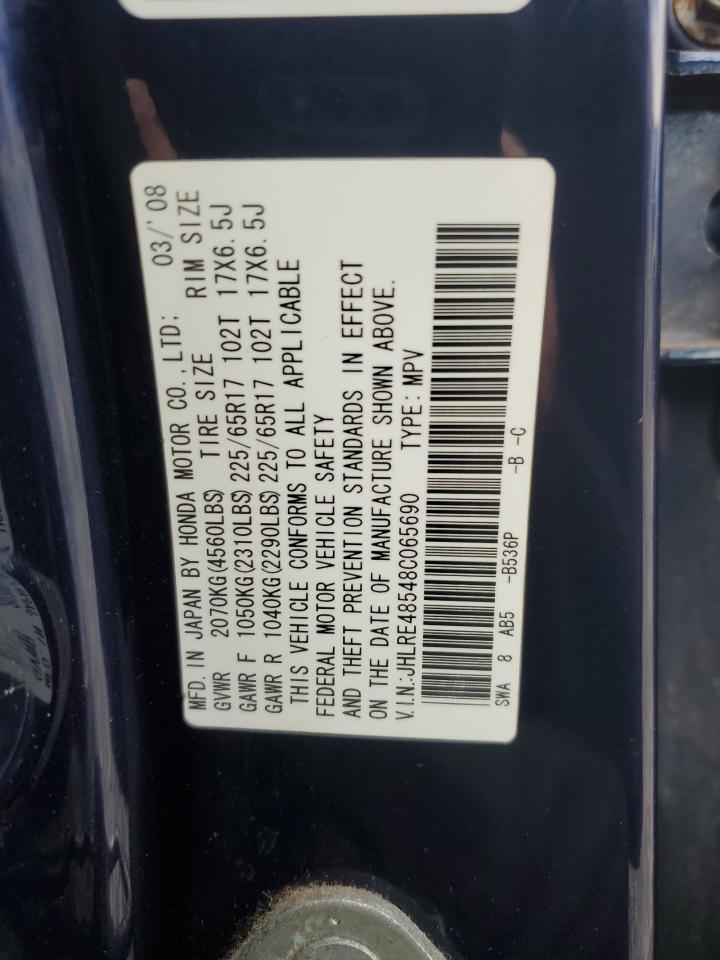 MFD. IN JAPAN BY HONDA MOTOR CO.,LTD; 03/'08
GVWR 2070KG(4560LBS) TIRE SIZE RIM SIZE
GAWR F 1050KG(2310LBS) 225/65R17 102T 17X6.5J
GAWR R 1040KG(2290LBS) 225/65R17 102T 17X6.5J
THIS VEHICLE CONFORMS TO ALL APPLICABLE
FEDERAL MOTOR VEHICLE SAFETY
AND THEFT PREVENTION STANDARDS IN EFFECT
ON THE DATE OF MANUFACTURE SHOWN ABOVE.
V.I.N.:JHLRE48548C065690 TYPE: MPV
SWA 8 AB5 -B536P -B -C